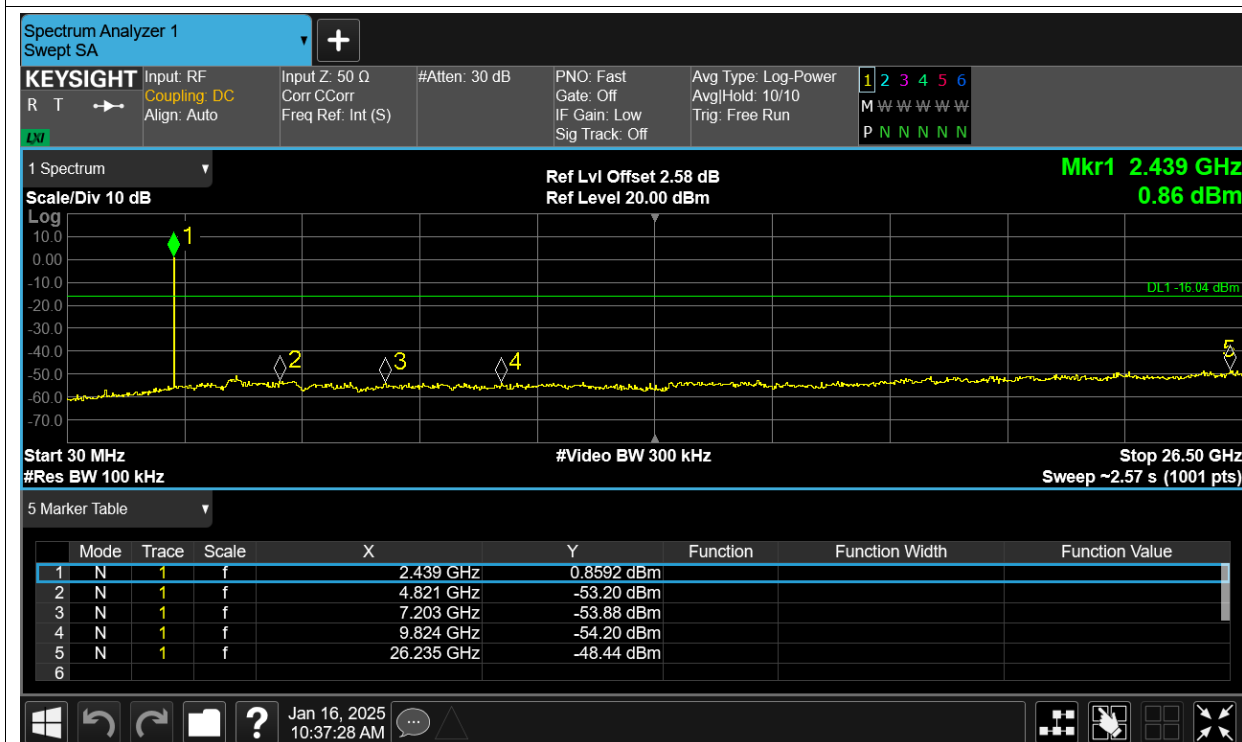 Spectrum Analyzer 1
Swept SA
KEYSIGHT
R T
LXI
Input: RF
Coupling: DC
Align: Auto
Input Z: 50 Ω
Corr CCorr
Freq Ref: Int (S)
#Atten: 30 dB
PNO: Fast
Gate: Off
IF Gain: Low
Sig Track: Off
Avg Type: Log-Power
Avg|Hold: 10/10
Trig: Free Run
1 2 3 4 5 6
M W W W W W
P N N N N N
1 Spectrum
Scale/Div 10 dB
Ref Lvl Offset 2.58 dB
Ref Level 20.00 dBm
Mkr1 2.439 GHz
0.86 dBm
Log
10.0
0.00
-10.0
-20.0
-30.0
-40.0
-50.0
-60.0
-70.0
1
2
3
4
5
DL1 -16.04 dBm
Start 30 MHz
#Video BW 300 kHz
Stop 26.50 GHz
#Res BW 100 kHz
Sweep ~2.57 s (1001 pts)
5 Marker Table
Mode Trace Scale X Y Function Function Width Function Value
1 N 1 f 2.439 GHz 0.8592 dBm
2 N 1 f 4.821 GHz -53.20 dBm
3 N 1 f 7.203 GHz -53.88 dBm
4 N 1 f 9.824 GHz -54.20 dBm
5 N 1 f 26.235 GHz -48.44 dBm
6
?
Jan 16, 2025
10:37:28 AM